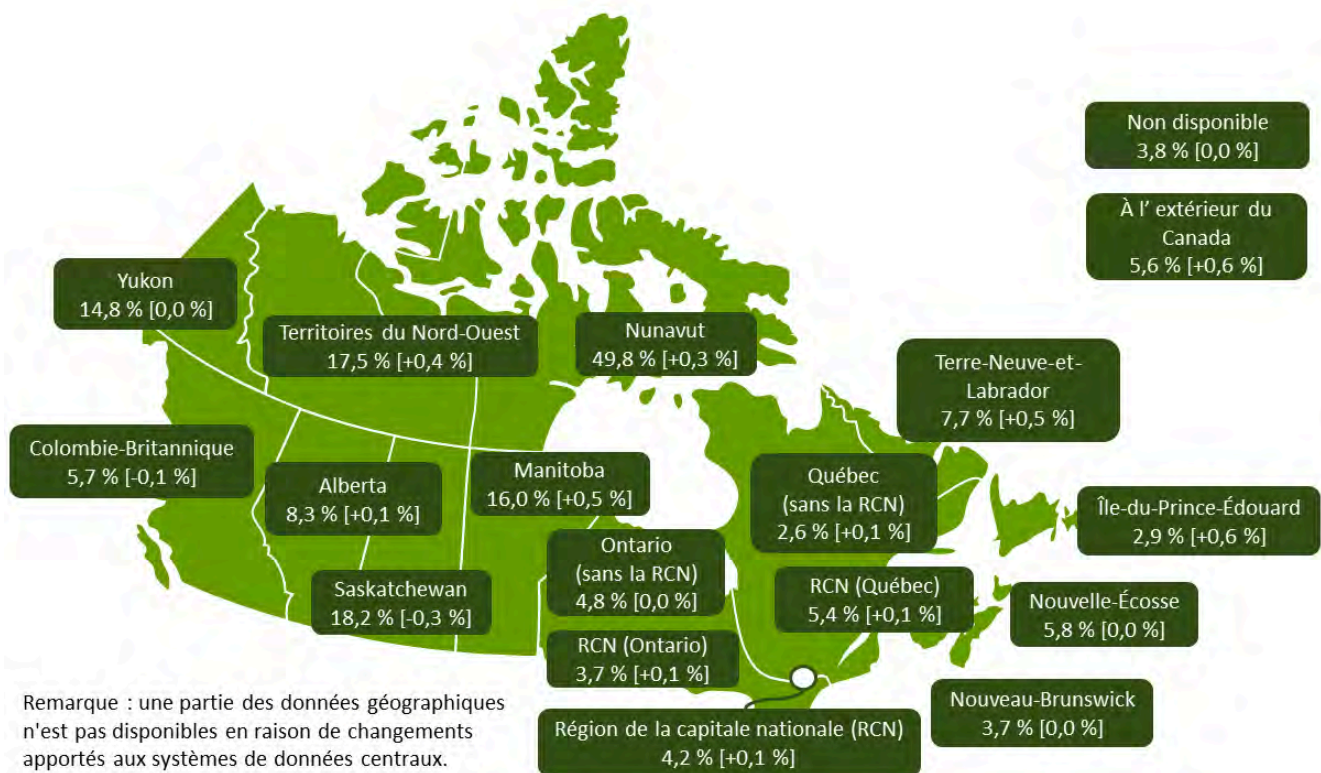 Non disponible
3,8 % [0,0 %]
À l’ extérieur du
Canada
5,6 % [+0,6 %]
Yukon
14,8 % [0,0 %]
Territoires du Nord-Ouest
17,5 % [+0,4 %]
Nunavut
49,8 % [+0,3 %]
Terre-Neuve-et-
Labrador
7,7 % [+0,5 %]
Colombie-Britannique
5,7 % [-0,1 %]
Alberta
8,3 % [+0,1 %]
Manitoba
16,0 % [+0,5 %]
Québec
(sans la RCN)
2,6 % [+0,1 %]
Île-du-Prince-Édouard
2,9 % [+0,6 %]
Saskatchewan
18,2 % [-0,3 %]
Ontario
(sans la RCN)
4,8 % [0,0 %]
RCN (Québec)
5,4 % [+0,1 %]
Nouvelle-Écosse
5,8 % [0,0 %]
RCN (Ontario)
3,7 % [+0,1 %]
Nouveau-Brunswick
3,7 % [0,0 %]
Région de la capitale nationale (RCN)
4,2 % [+0,1 %]
Remarque : une partie des données géographiques
n'est pas disponibles en raison de changements
apportés aux systèmes de données centraux.